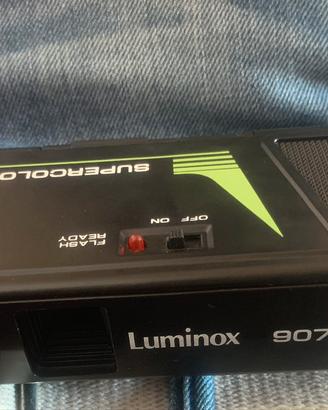 SUPERCOLO
OFF ON
FLASH
READY
Luminox 907